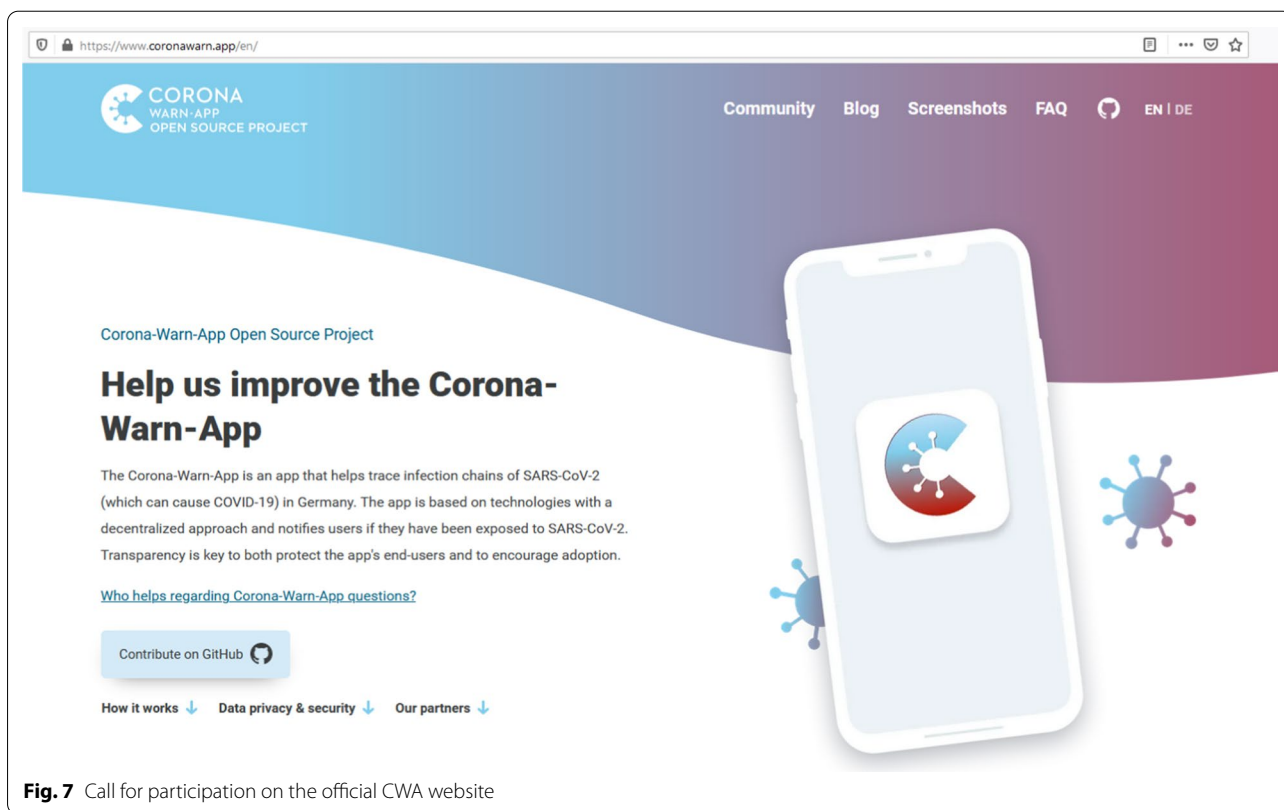 https://www.coronawarn.app/en/
CORONA
WARN-APP
OPEN SOURCE PROJECT
Community Blog Screenshots FAQ EN | DE
Corona-Warn-App Open Source Project
Help us improve the Corona-
Warn-App
The Corona-Warn-App is an app that helps trace infection chains of SARS-CoV-2
(which can cause COVID-19) in Germany. The app is based on technologies with a
decentralized approach and notifies users if they have been exposed to SARS-CoV-2.
Transparency is key to both protect the app's end-users and to encourage adoption.
Who helps regarding Corona-Warn-App questions?
Contribute on GitHub
How it works Data privacy & security Our partners
Fig. 7 Call for participation on the official CWA website